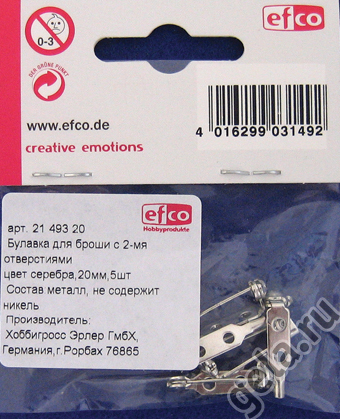 efco
0-3
DER GRÜNE PUNKT
www.efco.de
creative emotions
4 016299 031492
efco
Hobbyprodukte
арт. 21 493 20
Булавка для броши с 2-мя
отверстиями
цвет серебра,20мм,5шт
Состав металл, не содержит
никель
Производитель:
Хоббигросс Эрлер ГмбХ,
Германия,г.Рорбах 76865
gela.ru